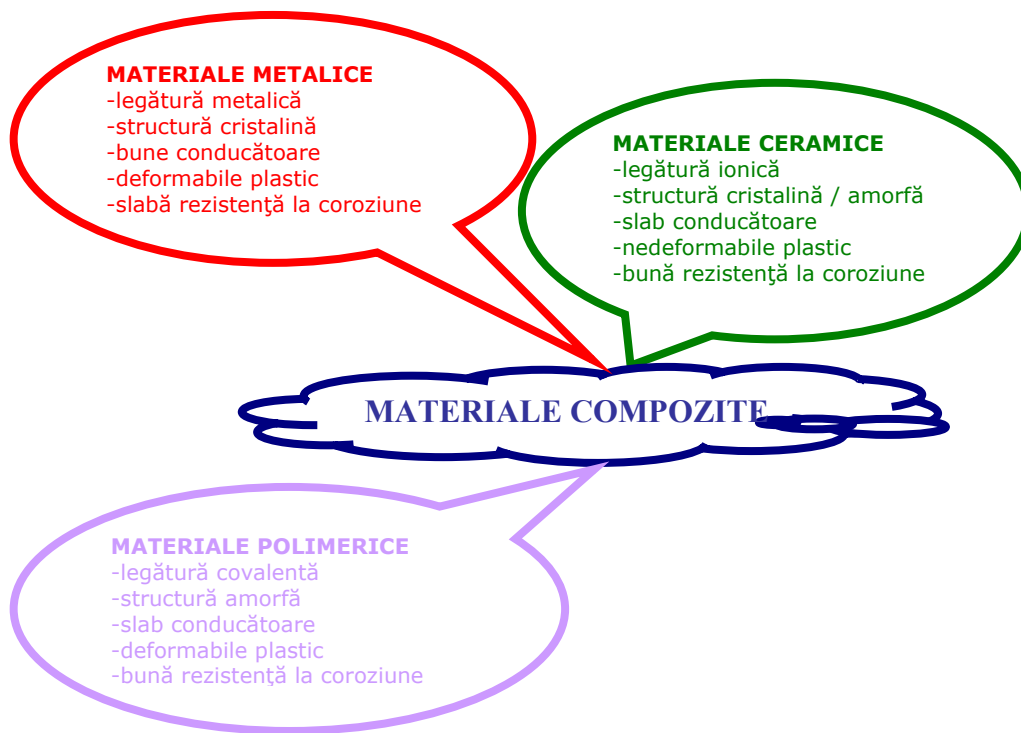 MATERIALE METALICE
-legătură metalică
-structură cristalină
-bune conducătoare
-deformabile plastic
-slabă rezistenţă la coroziune
MATERIALE CERAMICE
-legătură ionică
-structură cristalină / amorfă
-slab conducătoare
-nedeformabile plastic
-bună rezistenţă la coroziune
MATERIALE COMPOZITE
MATERIALE POLIMERICE
-legătură covalentă
-structură amorfă
-slab conducătoare
-deformabile plastic
-bună rezistenţă la coroziune